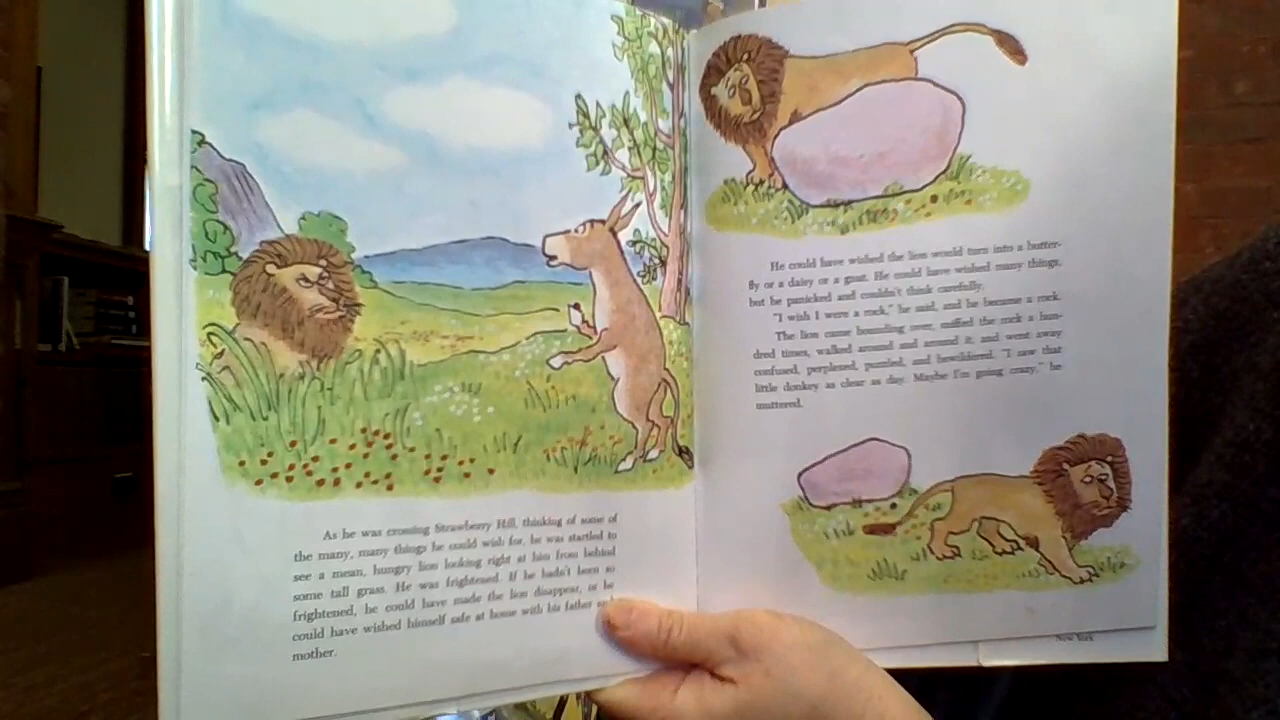 As he was crossing Strawberry Hill, thinking of some of
the many, many things he could wish for, he was startled to
see a mean, hungry lion looking right at him from behind
some tall grass. He was frightened. If he hadn't been so
frightened, he could have made the lion disappear, or he
could have wished himself safe at home with his father
mother.
He could have wished the lion would turn into a butter-
fly or a daisy or a gnat. He could have wished many things,
but he panicked and couldn't think carefully.
"I wish I were a rock," he said, and he became a rock.
The lion came bounding over, sniffed the rock a hun-
dred times, walked around and around it, and went away
confused, perplexed, puzzled, and bewildered. "I saw that
little donkey as clear as day. Maybe I'm going crazy," he
muttered.
New York